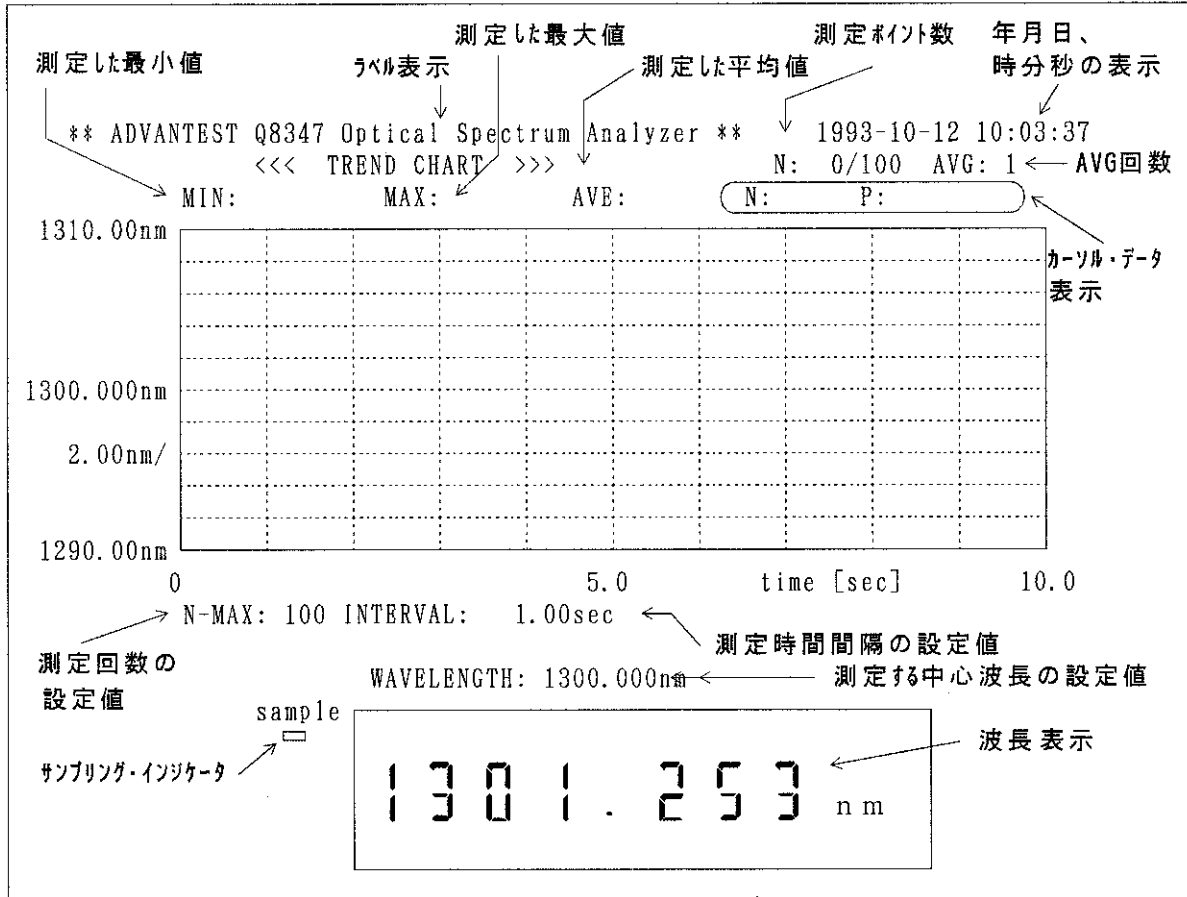 測定した最大値
測定ポイント数
年月日、
時分秒の表示
測定した最小値
ラベル表示
測定した平均値
** ADVANTEST Q8347 Optical Spectrum Analyzer **
1993-10-12 10:03:37
<<< TREND CHART >>>
N: 0/100 AVG: 1
AVG回数
MIN: MAX: AVE: N: P:
1310.00nm
カーソル・データ
表示
1300.000nm
2.00nm/
1290.00nm
0 5.0 time [sec] 10.0
N-MAX: 100 INTERVAL: 1.00sec
測定時間間隔の設定値
測定回数の
設定値
WAVELENGTH: 1300.000nm
測定する中心波長の設定値
sample
サンプリング・インジケータ
波長表示
1301.253 nm